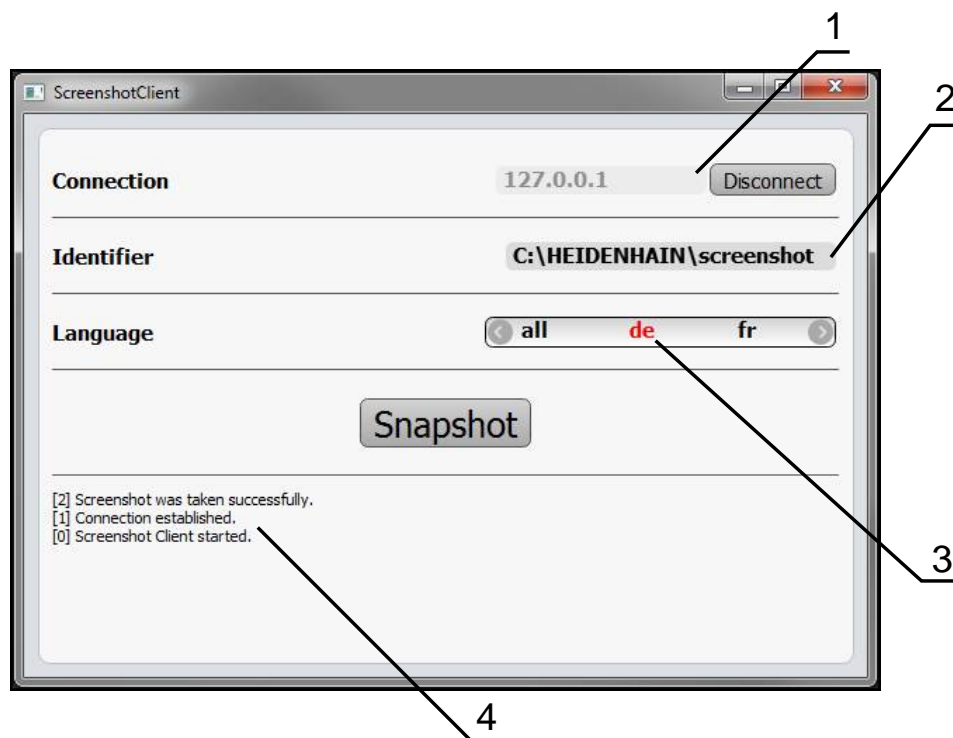 1
ScreenshotClient
2
Connection 127.0.0.1 Disconnect
Identifier C:\HEIDENHAIN\screenshot
Language all de fr
Snapshot
[2] Screenshot was taken successfully.
[1] Connection established.
[0] Screenshot Client started.
3
4